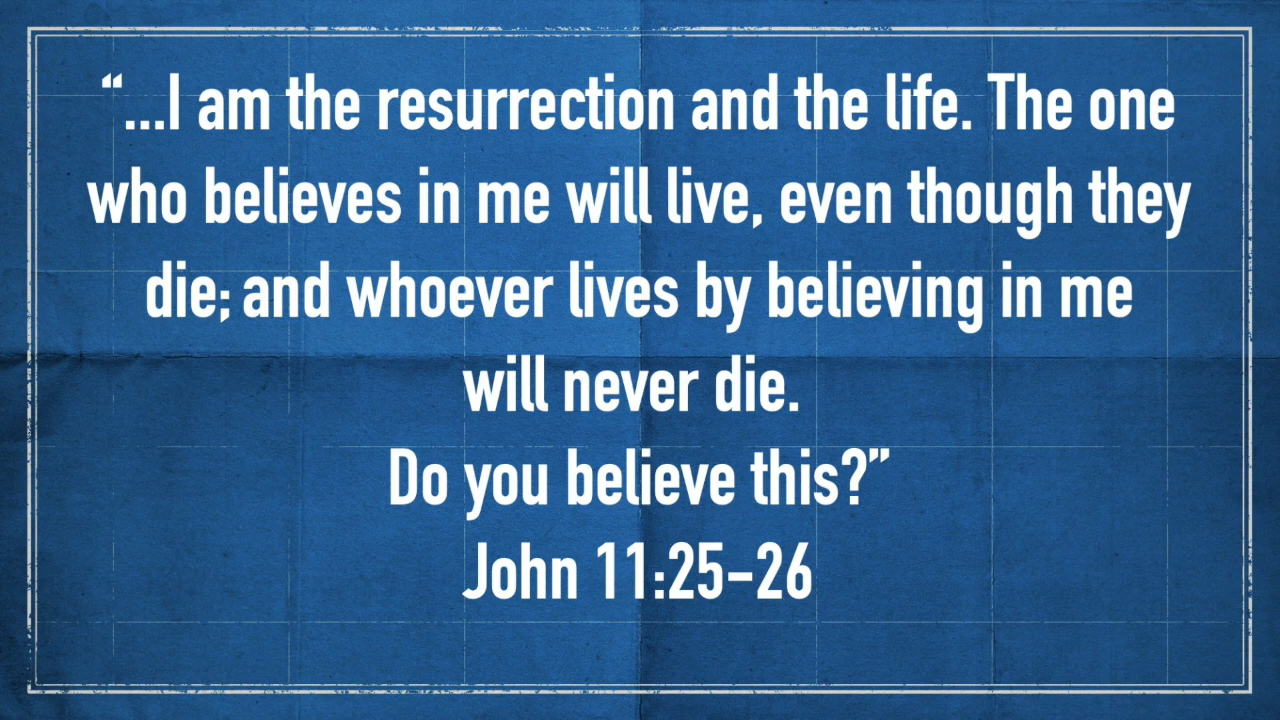 “...I am the resurrection and the life. The one
who believes in me will live, even though they
die; and whoever lives by believing in me
will never die.
Do you believe this?”
John 11:25-26